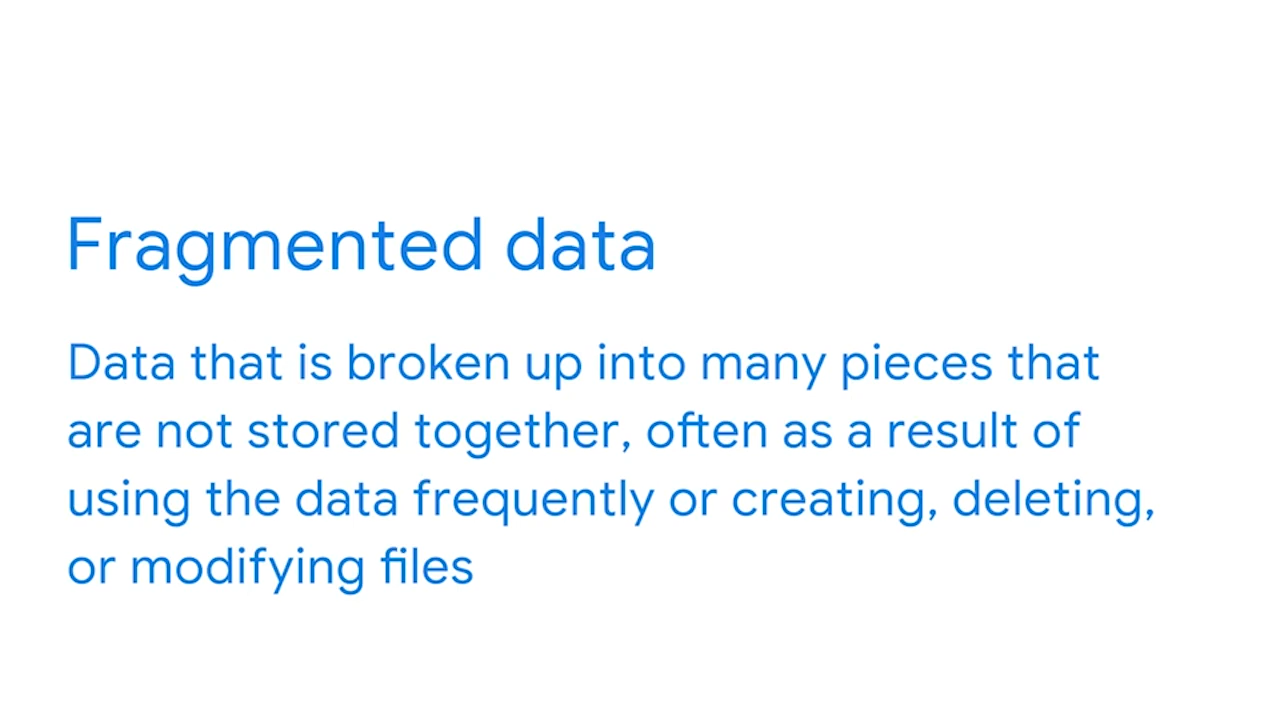 Fragmented data
Data that is broken up into many pieces that
are not stored together, often as a result of
using the data frequently or creating, deleting,
or modifying files